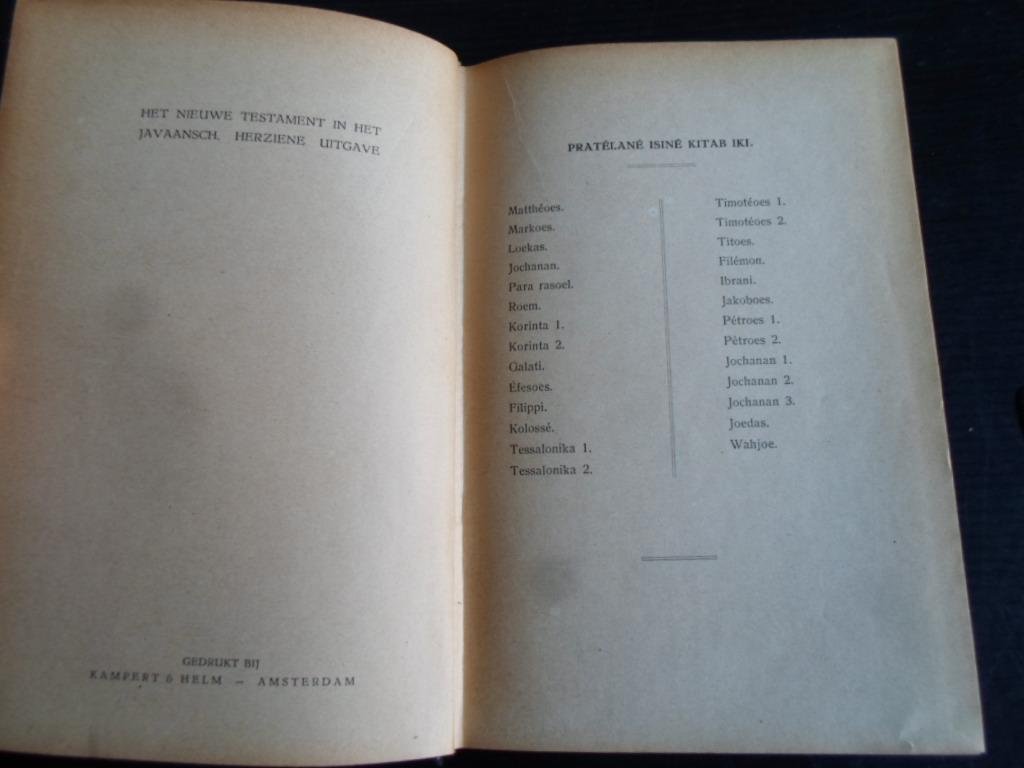 HET NIEUWE TESTAMENT IN HET
JAVAANSCH. HERZIENE UITGAVE
GEDRUKT BIJ
KAMPERT & HELM – AMSTERDAM
PRATÉLANÉ ISINÉ KITAB IKI.
Matthéoes.
Markoes.
Loekas.
Jochanan.
Para rasoel.
Roem.
Korinta 1.
Korinta 2.
Galati.
Éfesoes.
Filippi.
Kolossé.
Tessalonika 1.
Tessalonika 2.
Timotéoes 1.
Timotéoes 2.
Titoes.
Filémon.
Ibrani.
Jakoboes.
Pétroes 1.
Pétroes 2.
Jochanan 1.
Jochanan 2.
Jochanan 3.
Joedas.
Wahjoe.